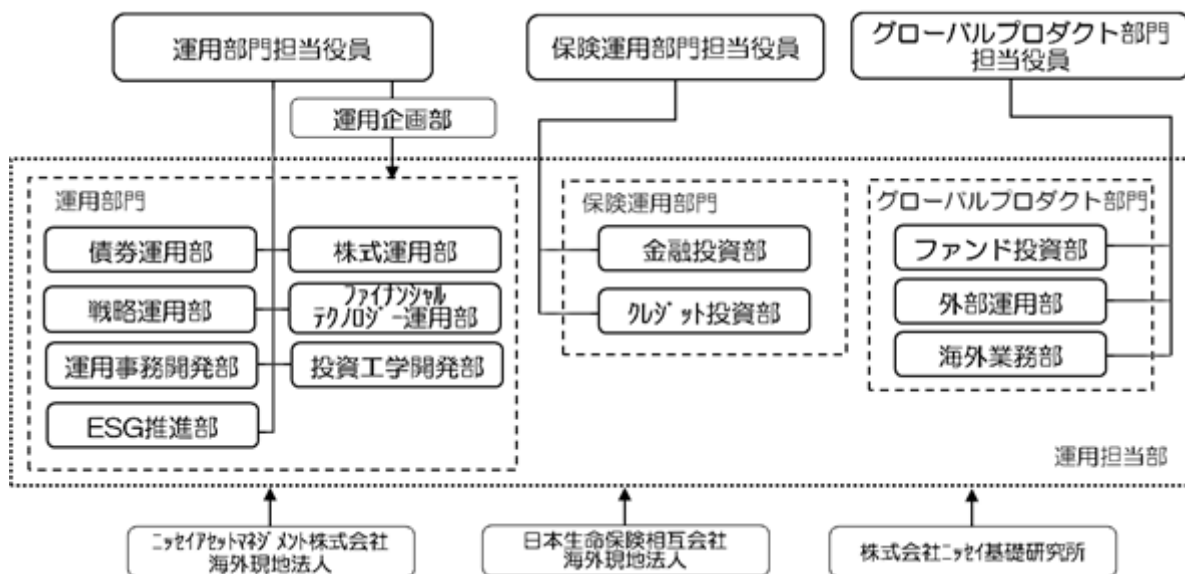 運用部門担当役員
保険運用部門担当役員
グローバルプロダクト部門
担当役員
運用企画部
運用部門
債券運用部
株式運用部
戦略運用部
ファイナンシャル
テクノロジー運用部
運用事務開発部
投資工学開発部
ESG推進部
保険運用部門
金融投資部
クレジット投資部
グローバルプロダクト部門
ファンド投資部
外部運用部
海外業務部
運用担当部
ニッセイアセットマネジメント株式会社
海外現地法人
日本生命保険相互会社
海外現地法人
株式会社ニッセイ基礎研究所